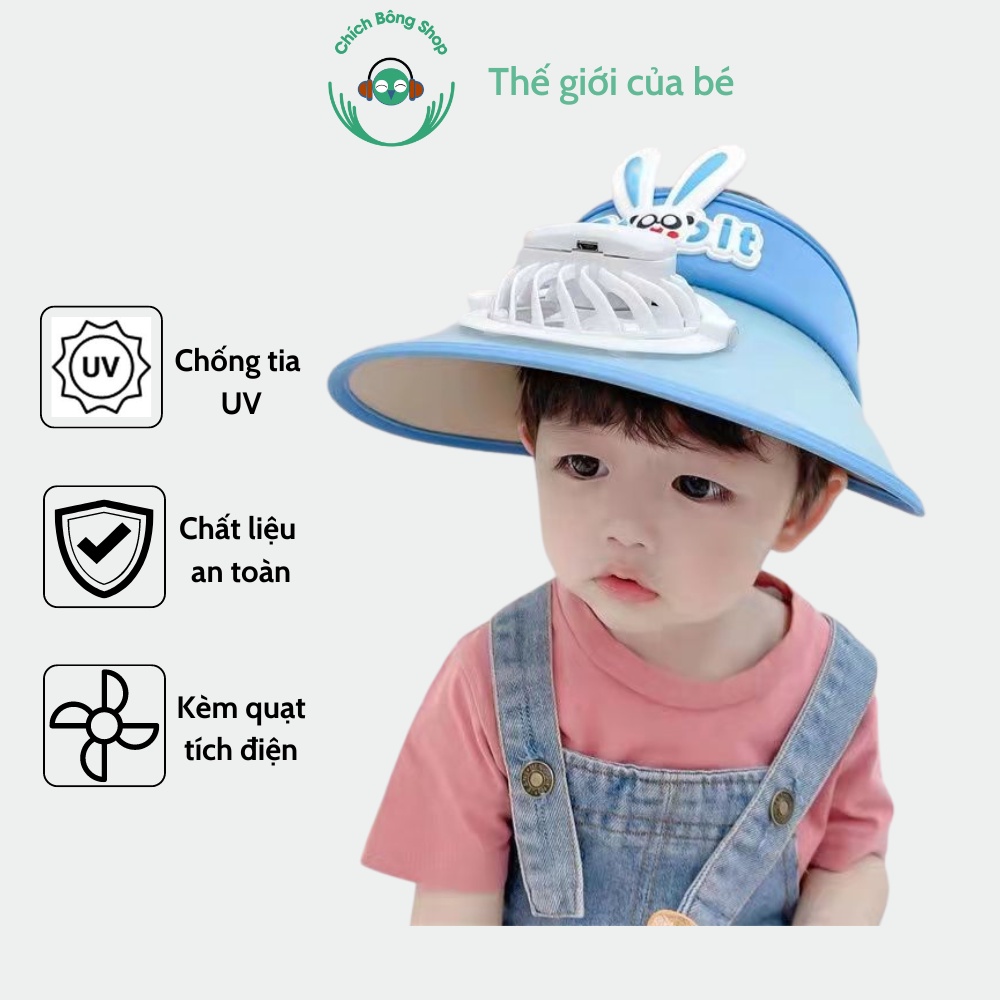 Chích Bông Shop
Thế giới của bé
UV
Chống tia
UV
Chất liệu
an toàn
Kèm quạt
tích điện